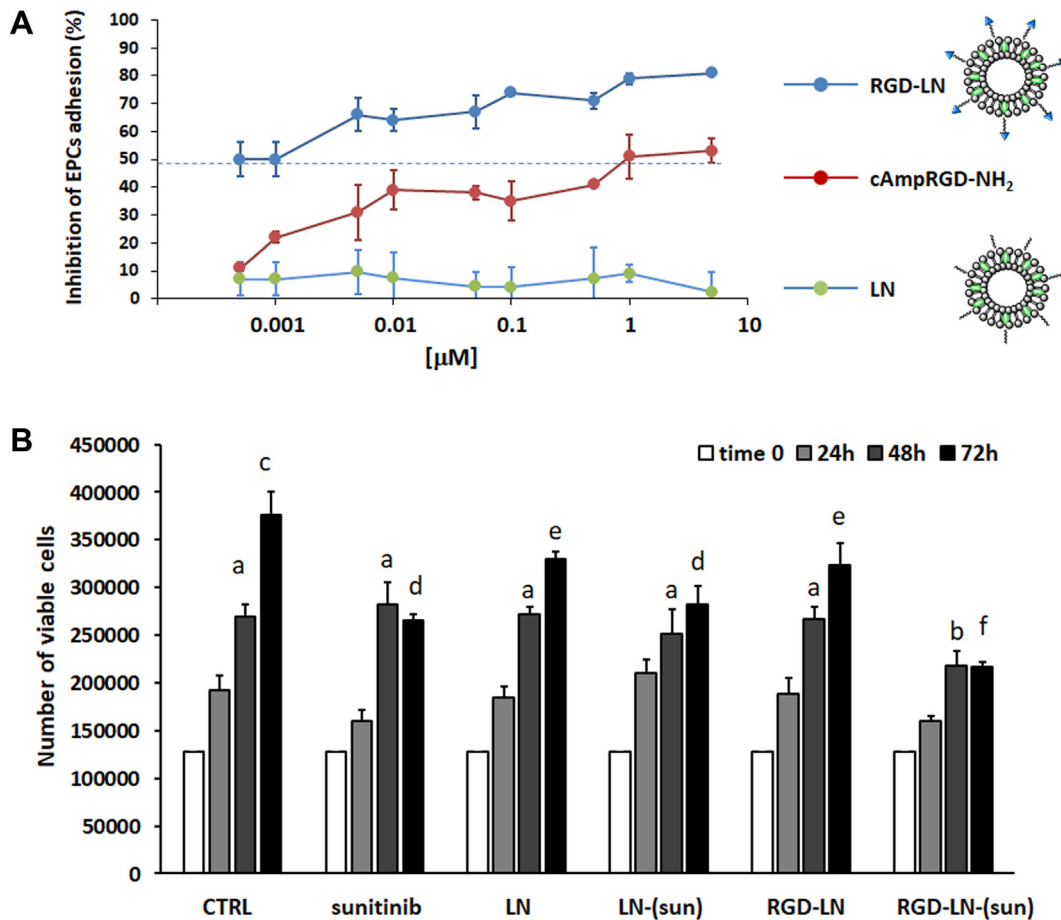 A
Inhibition of EPCs adhesion (%)
100
90
80
70
60
50
40
30
20
10
0
0.001 0.01 0.1 1 10
[µM]
RGD-LN
cAmpRGD-NH₂
LN
B
Number of viable cells
450000
400000
350000
300000
250000
200000
150000
100000
50000
0
time 0 24h 48h 72h
a c
a d
a e
a d
a e
b f
CTRL sunitinib LN LN-(sun) RGD-LN RGD-LN-(sun)